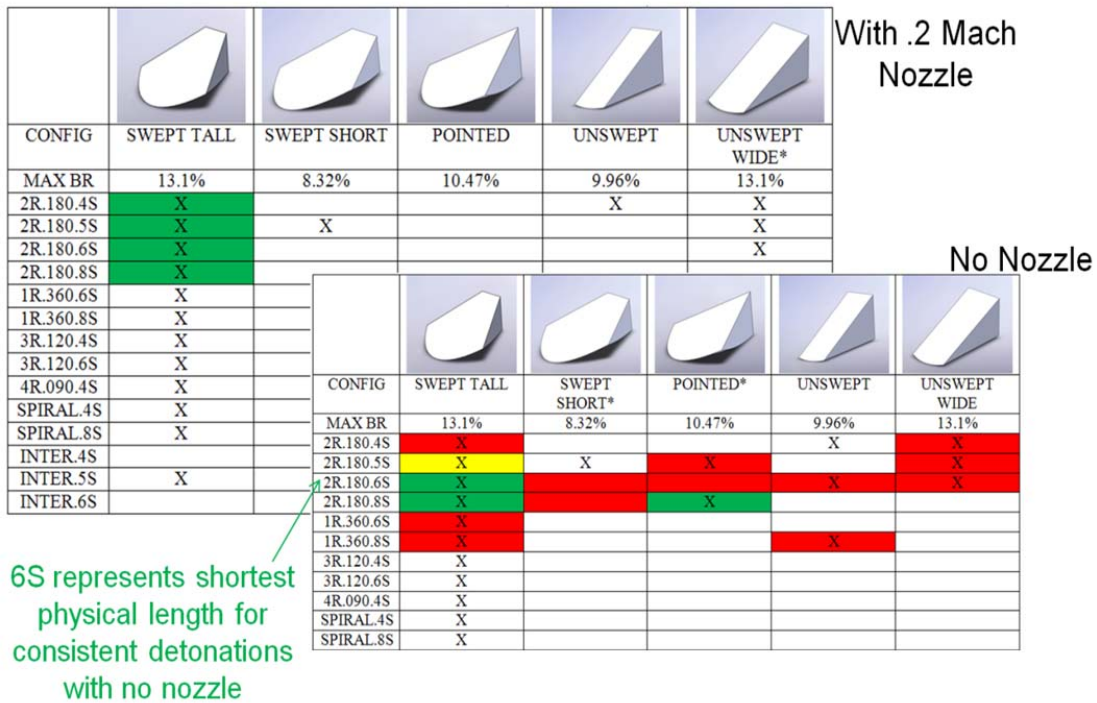 With .2 Mach
Nozzle
CONFIG SWEPT TALL SWEPT SHORT POINTED UNSWEPT UNSWEPT
WIDE*
MAX BR 13.1% 8.32% 10.47% 9.96% 13.1%
2R.180.4S X X X
2R.180.5S X X X
2R.180.6S X X
2R.180.8S X
1R.360.6S X
1R.360.8S X
3R.120.4S X
3R.120.6S X
4R.090.4S X
SPIRAL.4S X
SPIRAL.8S X
INTER.4S
INTER.5S X
INTER.6S
No Nozzle
CONFIG SWEPT TALL SWEPT POINTED* UNSWEPT UNSWEPT
SHORT* WIDE
MAX BR 13.1% 8.32% 10.47% 9.96% 13.1%
2R.180.4S X X X
2R.180.5S X X X X
2R.180.6S X X X
2R.180.8S X X
1R.360.6S X
1R.360.8S X X
3R.120.4S X
3R.120.6S X
4R.090.4S X
SPIRAL.4S X
SPIRAL.8S X
6S represents shortest
physical length for
consistent detonations
with no nozzle